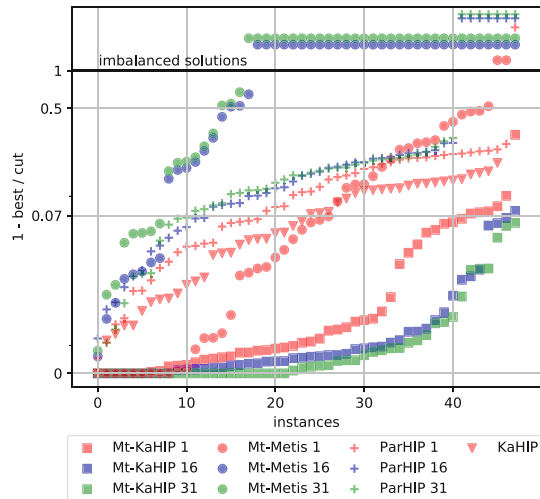 imbalanced solutions
1
0.5
0.07
0
1 - best / cut
0 10 20 30 40
instances
Mt-KaHIP 1 Mt-Metis 1 ParHIP 1 KaHIP
Mt-KaHIP 16 Mt-Metis 16 ParHIP 16
Mt-KaHIP 31 Mt-Metis 31 ParHIP 31